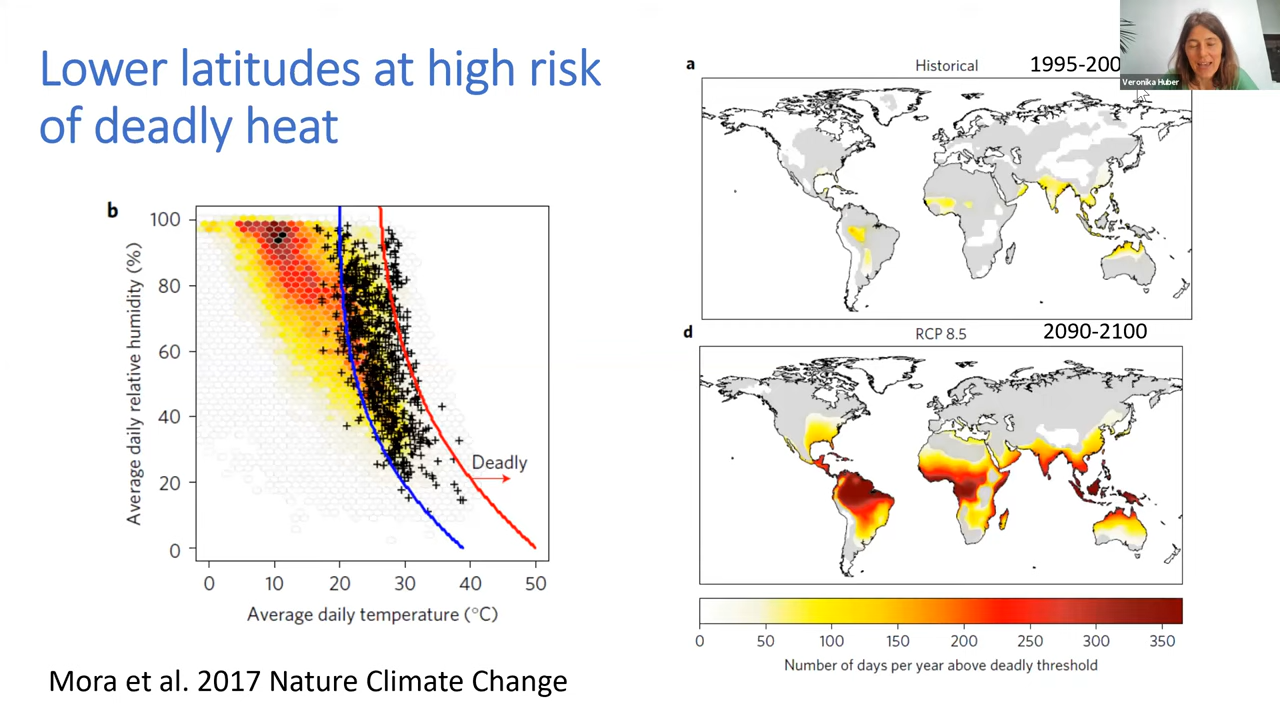 Lower latitudes at high risk
of deadly heat
a
Historical
1995-200
Veronika Huber
b
100
80
60
40
20
0
Average daily relative humidity (%)
Deadly
0 10 20 30 40 50
Average daily temperature (°C)
d
RCP 8.5
2090-2100
0 50 100 150 200 250 300 350
Number of days per year above deadly threshold
Mora et al. 2017 Nature Climate Change